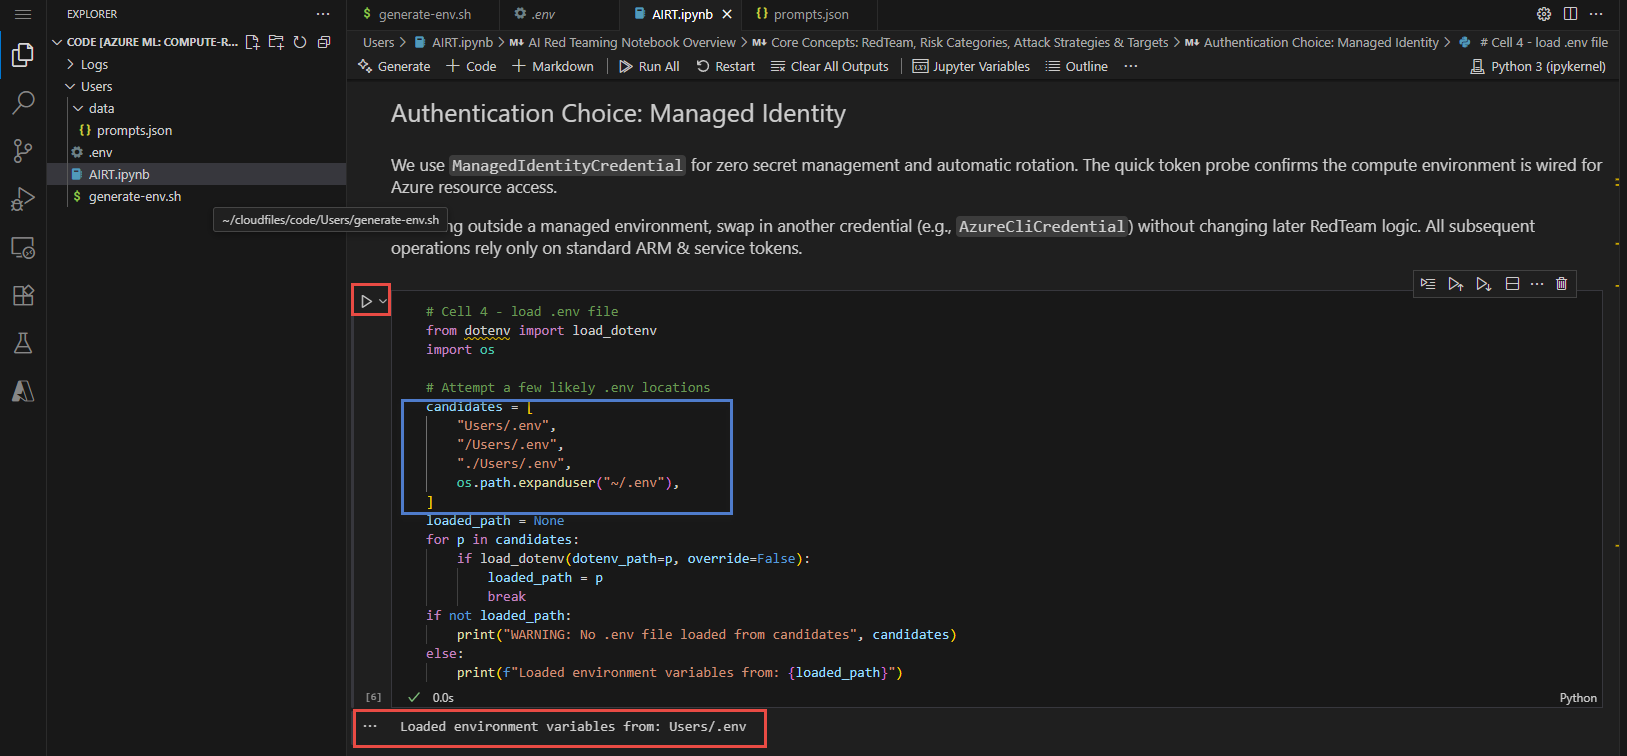 EXPLORER
CODE [AZURE ML: COMPUTE-R...
Logs
Users
data
{} prompts.json
.env
AIRT.ipynb
$ generate-env.sh
~/cloudfiles/code/Users/generate-env.sh
$ generate-env.sh
.env
AIRT.ipynb
{} prompts.json
Users > AIRT.ipynb > M↓ AI Red Teaming Notebook Overview > M↓ Core Concepts: RedTeam, Risk Categories, Attack Strategies & Targets > M↓ Authentication Choice: Managed Identity > # Cell 4 - load .env file
Generate + Code + Markdown | Run All Restart Clear All Outputs | Jupyter Variables Outline ...
Python 3 (ipykernel)
Authentication Choice: Managed Identity
We use ManagedIdentityCredential for zero secret management and automatic rotation. The quick token probe confirms the compute environment is wired for
Azure resource access.
ng outside a managed environment, swap in another credential (e.g., AzureCliCredential) without changing later RedTeam logic. All subsequent
operations rely only on standard ARM & service tokens.
# Cell 4 - load .env file
from dotenv import load_dotenv
import os
# Attempt a few likely .env locations
candidates = [
"Users/.env",
"/Users/.env",
"./Users/.env",
os.path.expanduser("~/.env"),
]
loaded_path = None
for p in candidates:
if load_dotenv(dotenv_path=p, override=False):
loaded_path = p
break
if not loaded_path:
print("WARNING: No .env file loaded from candidates", candidates)
else:
print(f"Loaded environment variables from: {loaded_path}")
[6] ✓ 0.0s
Python
... Loaded environment variables from: Users/.env